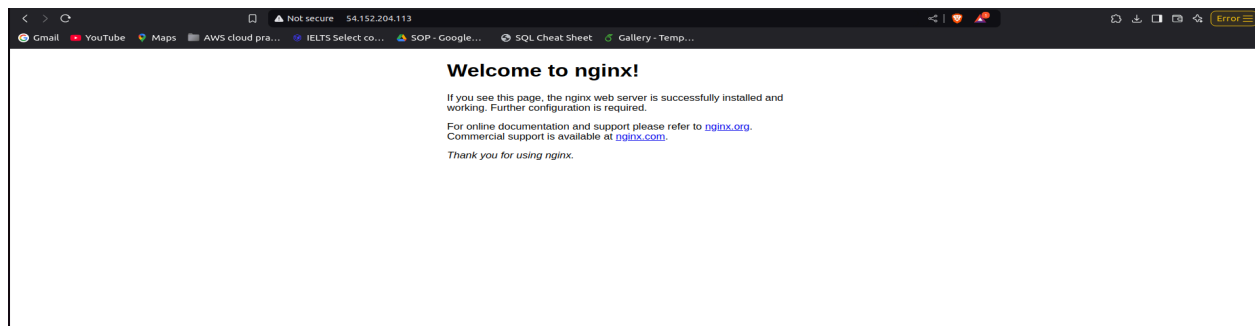 Not secure 54.152.204.113
Error
Gmail YouTube Maps AWS cloud pra... IELTS Select co... SOP - Google... SQL Cheat Sheet Gallery - Temp...
Welcome to nginx!
If you see this page, the nginx web server is successfully installed and
working. Further configuration is required.
For online documentation and support please refer to nginx.org.
Commercial support is available at nginx.com.
Thank you for using nginx.